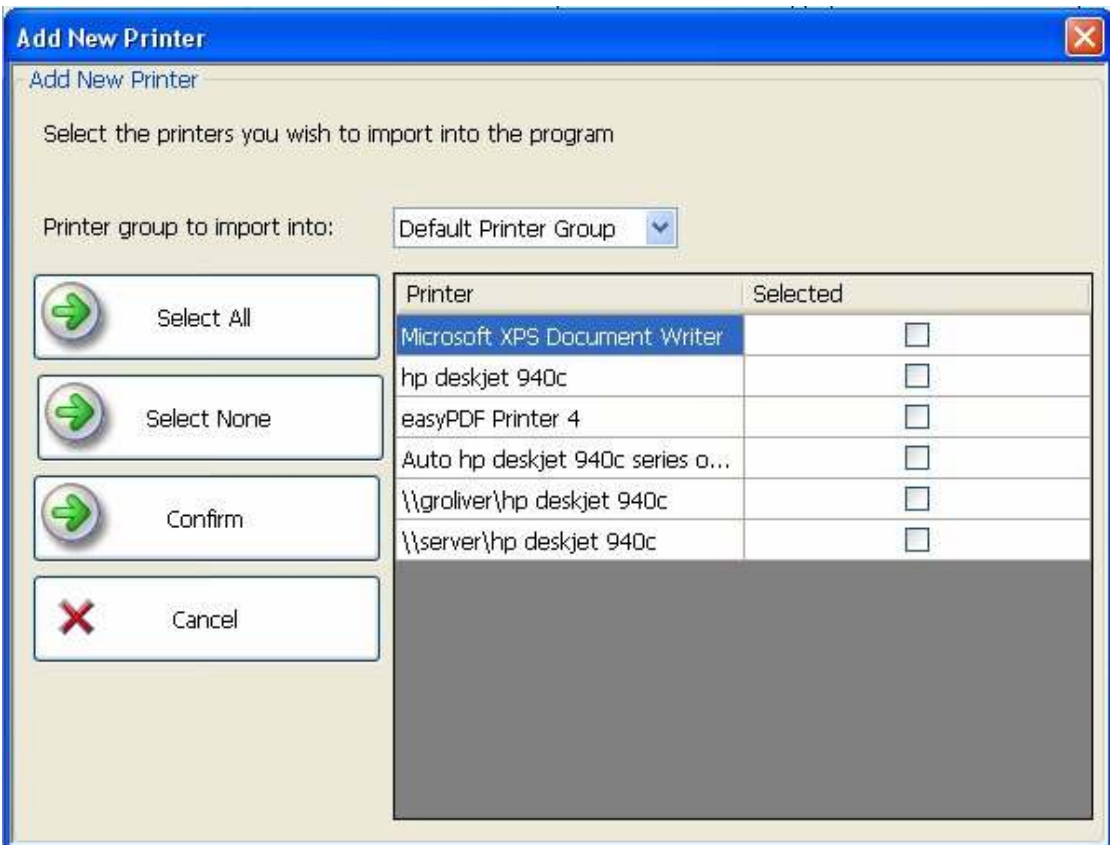 Add New Printer
Add New Printer
Select the printers you wish to import into the program
Printer group to import into: Default Printer Group
Select All
Select None
Confirm
Cancel
Printer Selected
Microsoft XPS Document Writer
hp deskjet 940c
easyPDF Printer 4
Auto hp deskjet 940c series o...
\\groliver\hp deskjet 940c
\\server\hp deskjet 940c